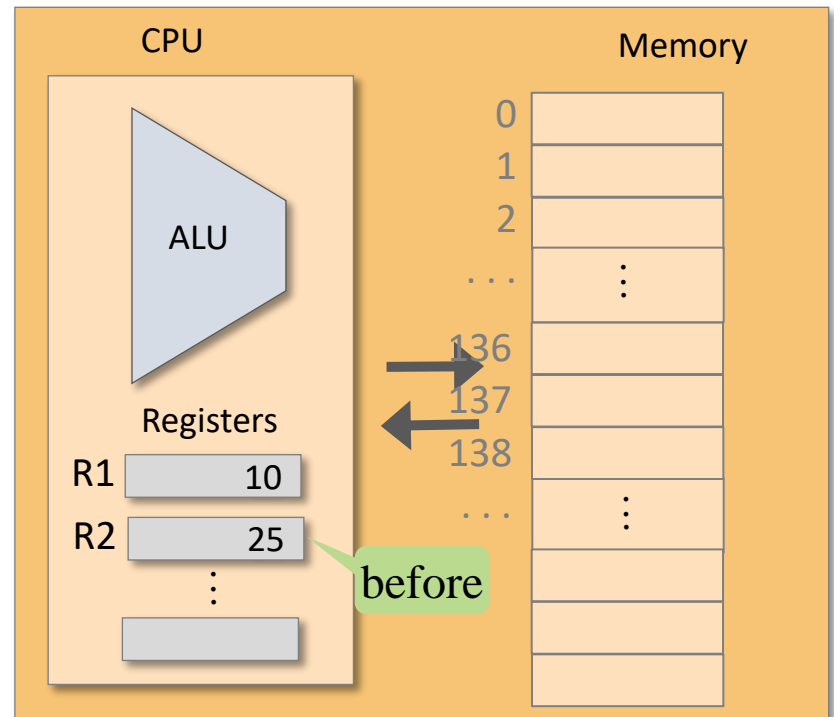 CPU
Memory
ALU
Registers
R1 10
R2 25
⋮
before
0
1
2
. . . ⋮
136
137
138
. . . ⋮